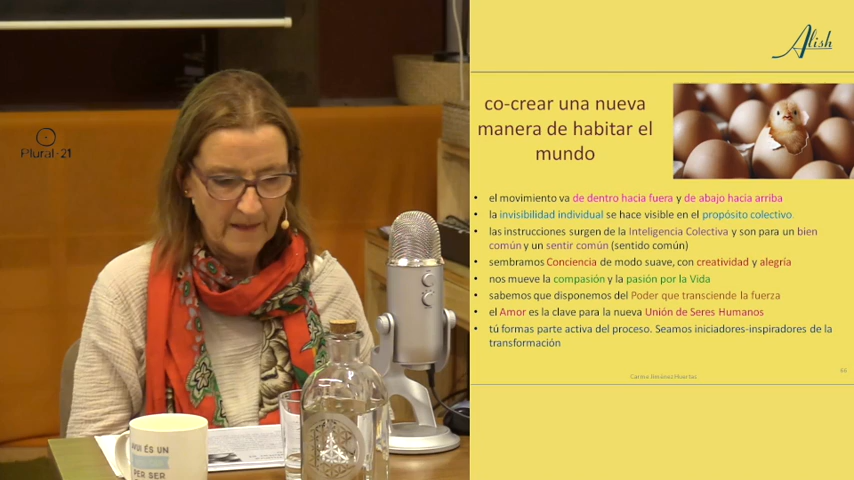 Plural-21
Alish
co-crear una nueva
manera de habitar el
mundo
• el movimiento va de dentro hacia fuera y de abajo hacia arriba
• la invisibilidad individual se hace visible en el propósito colectivo.
• las instrucciones surgen de la Inteligencia Colectiva y son para un bien
común y un sentir común (sentido común)
• sembramos Conciencia de modo suave, con creatividad y alegría
• nos mueve la compasión y la pasión por la Vida
• sabemos que disponemos del Poder que transciende la fuerza
• el Amor es la clave para la nueva Unión de Seres Humanos
• tú formas parte activa del proceso. Seamos iniciadores-inspiradores de la
transformación
Carme Jiménez Huertas
ÉS UN
PER SER